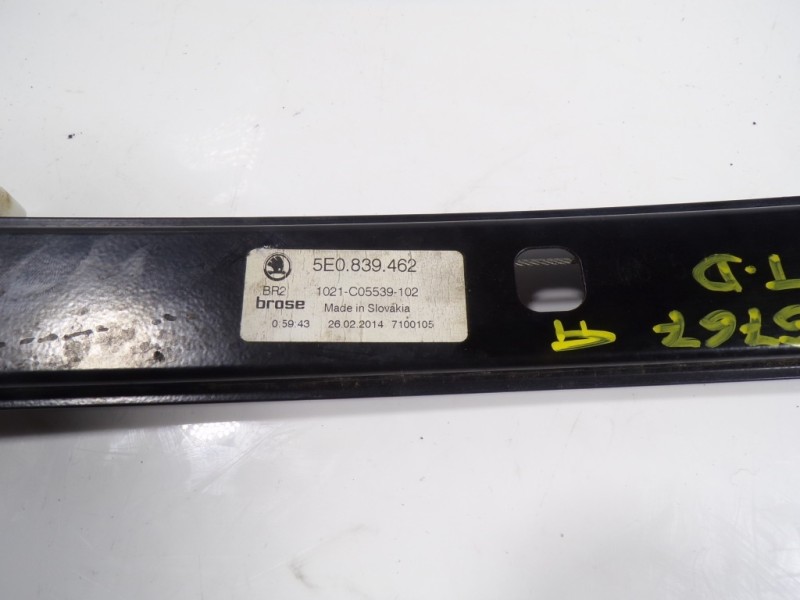 5E0.839.462
BR2 1021-C05539-102
brose Made in Slovakia
0.59:43 26.02.2014 7100105
A
T.D